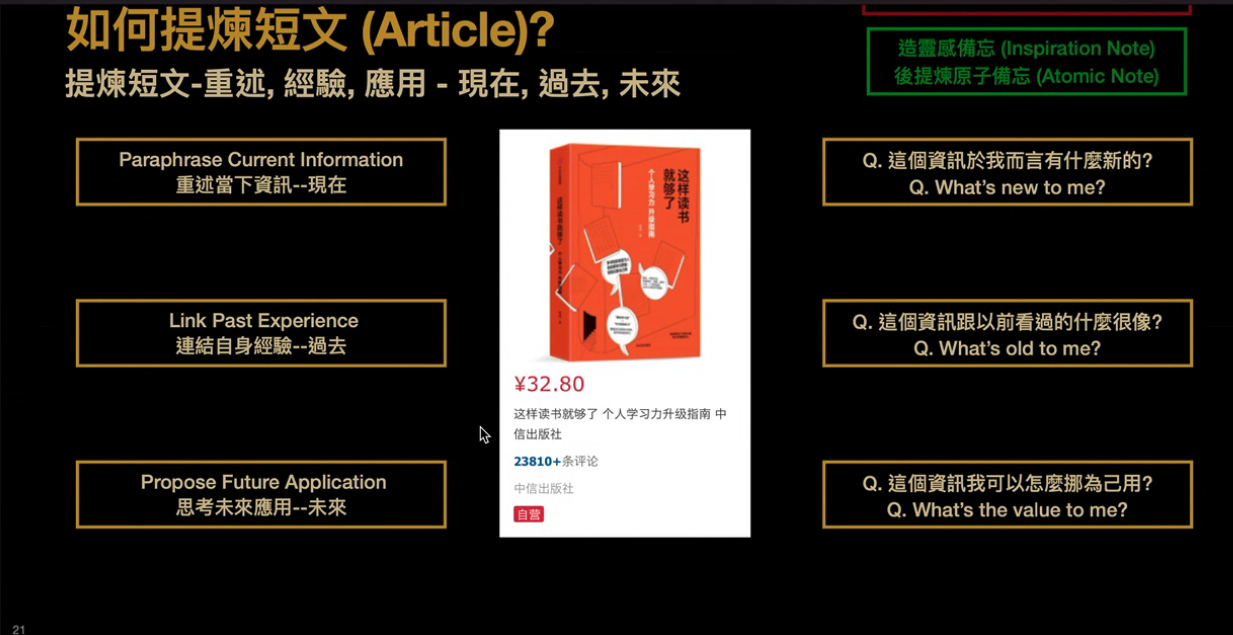 如何提煉短文 (Article)?
提煉短文-重述, 經驗, 應用 - 現在, 過去, 未來
造靈感備忘 (Inspiration Note)
後提煉原子備忘 (Atomic Note)
Paraphrase Current Information
重述當下資訊--現在
Link Past Experience
連結自身經驗--過去
Propose Future Application
思考未來應用--未來
这样读书
就够了
个人学习力 升级指南
¥32.80
这样读书就够了 个人学习力升级指南 中
信出版社
23810+条评论
中信出版社
自营
Q. 這個資訊於我而言有什麼新的?
Q. What's new to me?
Q. 這個資訊跟以前看過的什麼很像?
Q. What's old to me?
Q. 這個資訊我可以怎麼挪為己用?
Q. What's the value to me?
21